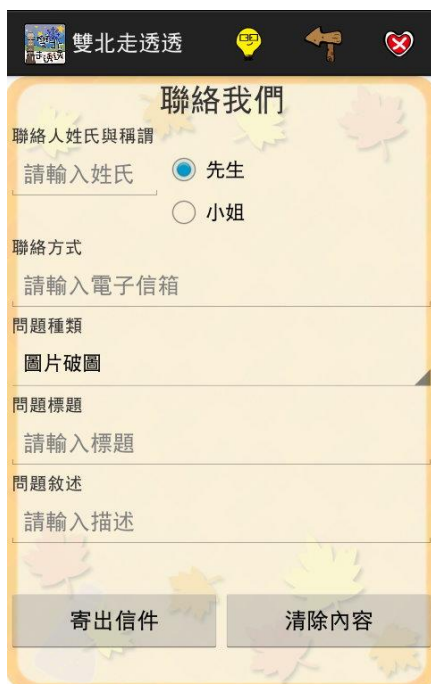 雙北走透透
聯絡我們
聯絡人姓氏與稱謂
請輸入姓氏
先生
小姐
聯絡方式
請輸入電子信箱
問題種類
圖片破圖
問題標題
請輸入標題
問題敘述
請輸入描述
寄出信件
清除內容